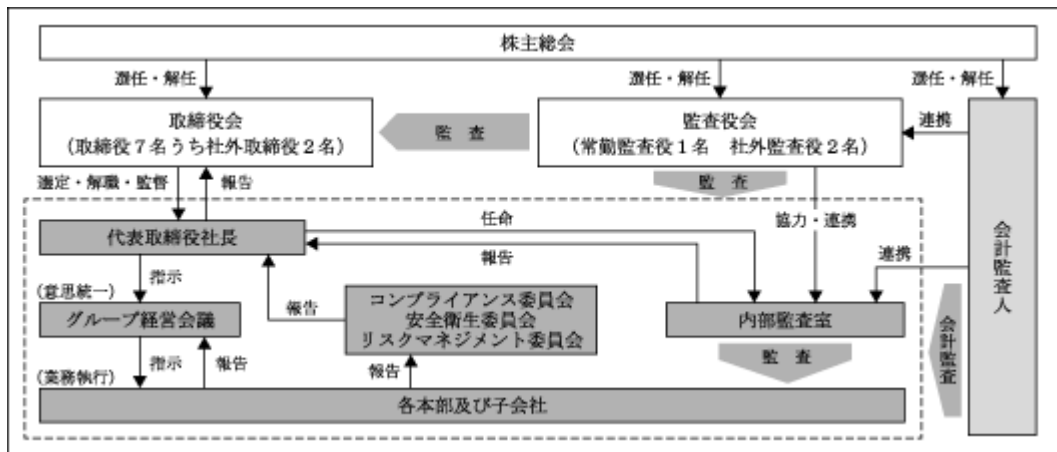 株主総会
選任・解任
選任・解任
選任・解任
取締役会
(取締役7名うち社外取締役2名)
監 査
監査役会
(常勤監査役1名 社外監査役2名)
連携
選定・解職・監督
報告
監 査
代表取締役社長
任命
報告
協力・連携
連携
会計監査人
指示
(意思統一)
グループ経営会議
報告
コンプライアンス委員会
安全衛生委員会
リスクマネジメント委員会
内部監査室
会計監査
指示
報告
報告
監 査
(業務執行)
各本部及び子会社